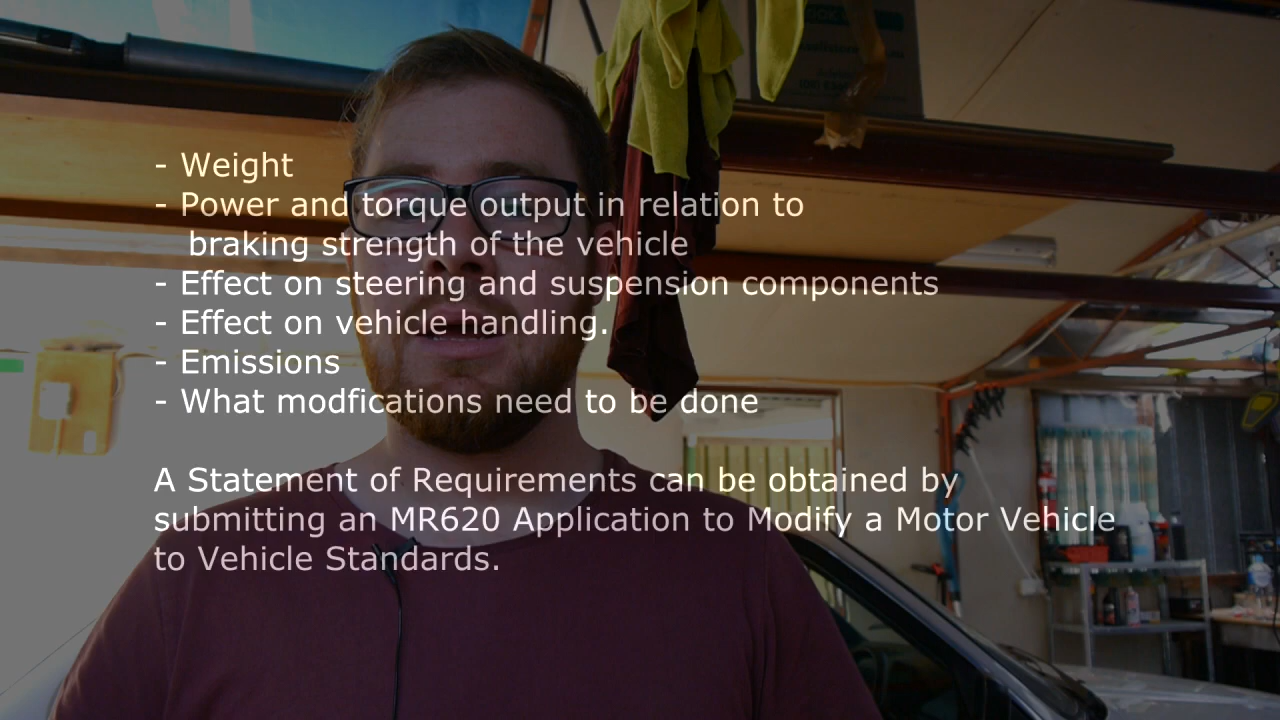 - Weight
- Power and torque output in relation to
braking strength of the vehicle
- Effect on steering and suspension components
- Effect on vehicle handling.
- Emissions
- What modfications need to be done
A Statement of Requirements can be obtained by
submitting an MR620 Application to Modify a Motor Vehicle
to Vehicle Standards.